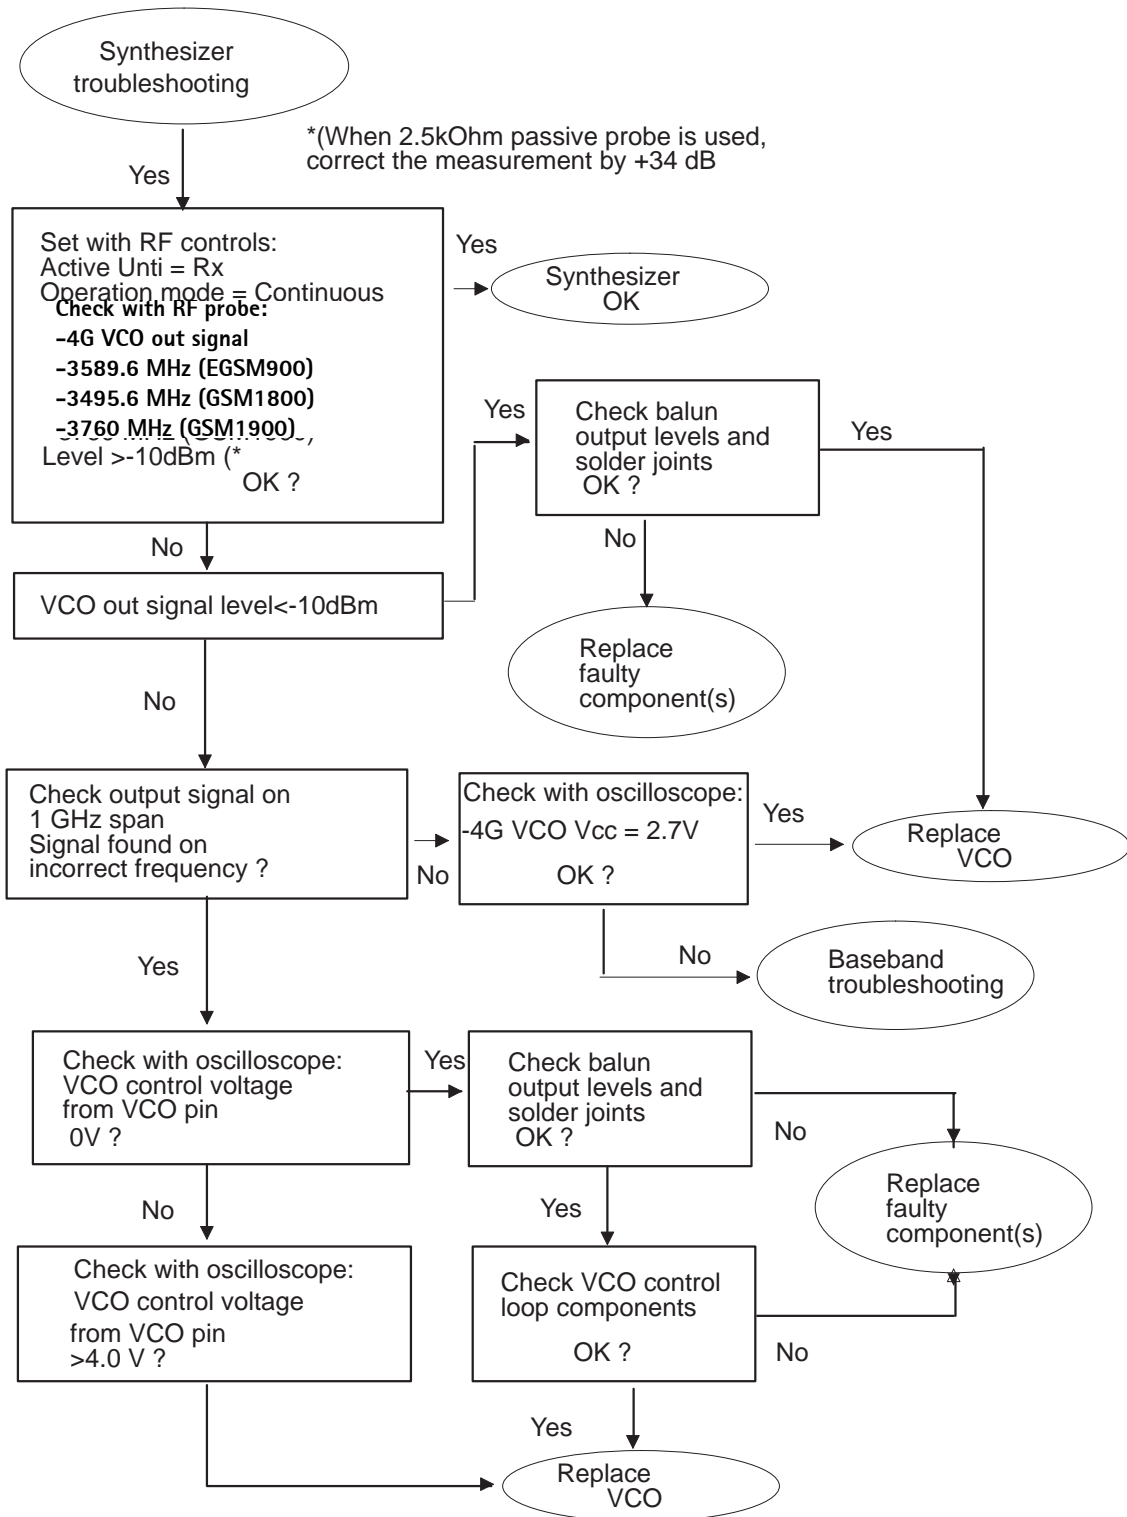 Synthesizer
troubleshooting
*(When 2.5kOhm passive probe is used,
correct the measurement by +34 dB
Yes
Set with RF controls:
Active Unti = Rx
Operation mode = Continuous
Check with RF probe:
-4G VCO out signal
-3589.6 MHz (EGSM900)
-3495.6 MHz (GSM1800)
-3760 MHz (GSM1900)
Level >-10dBm (*
OK ?
Yes
Synthesizer
OK
No
VCO out signal level<-10dBm
Yes
Check balun
output levels and
solder joints
OK ?
Yes
No
Replace
faulty
component(s)
No
Check output signal on
1 GHz span
Signal found on
incorrect frequency ?
No
Check with oscilloscope:
-4G VCO Vcc = 2.7V
OK ?
Yes
Replace
VCO
No
Baseband
troubleshooting
Yes
Check with oscilloscope:
VCO control voltage
from VCO pin
0V ?
Yes
Check balun
output levels and
solder joints
OK ?
No
Replace
faulty
component(s)
No
Yes
Check with oscilloscope:
VCO control voltage
from VCO pin
>4.0 V ?
Check VCO control
loop components
OK ?
No
Yes
Replace
VCO